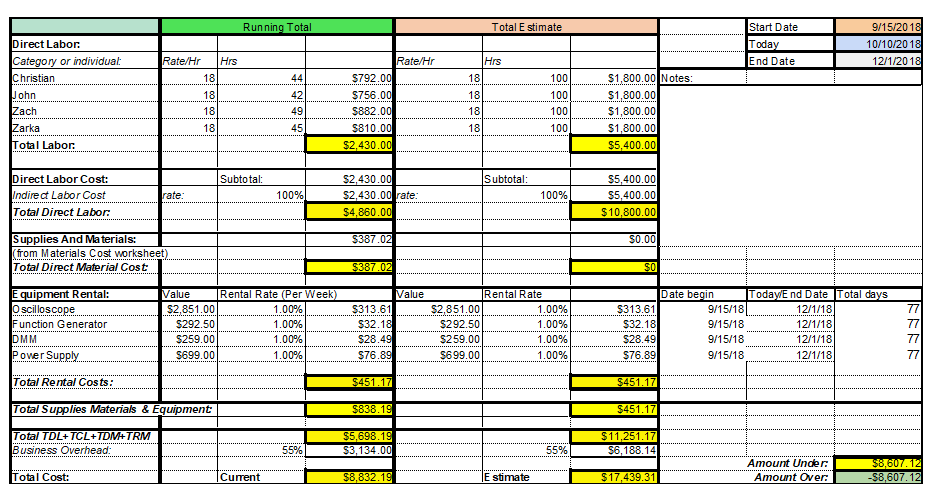 Running Total Total Estimate Start Date 9/15/2018
Direct Labor: Today 10/10/2018
Category or individual: Rate/Hr Hrs Rate/Hr Hrs End Date 12/1/2018
Christian 18 44 $792.00 18 100 $1,800.00 Notes:
John 18 42 $756.00 18 100 $1,800.00
Zach 18 49 $882.00 18 100 $1,800.00
Zarka 18 45 $810.00 18 100 $1,800.00
Total Labor: $2,430.00 $5,400.00
Direct Labor Cost: Subtotal: $2,430.00 Subtotal: $5,400.00
Indirect Labor Cost rate: 100% $2,430.00 rate: 100% $5,400.00
Total Direct Labor: $4,860.00 $10,800.00
Supplies And Materials: $387.02 $0.00
(from Materials Cost worksheet)
Total Direct Material Cost: $387.02 $0
Equipment Rental: Value Rental Rate (Per Week) Value Rental Rate Date begin Today/End Date Total days
Oscilloscope $2,851.00 1.00% $313.61 $2,851.00 1.00% $313.61 9/15/18 12/1/18 77
Function Generator $292.50 1.00% $32.18 $292.50 1.00% $32.18 9/15/18 12/1/18 77
DMM $259.00 1.00% $28.49 $259.00 1.00% $28.49 9/15/18 12/1/18 77
Power Supply $699.00 1.00% $76.89 $699.00 1.00% $76.89 9/15/18 12/1/18 77
Total Rental Costs: $451.17 $451.17
Total Supplies Materials & Equipment: $838.19 $451.17
Total TDL+TCL+TDM+TRM $5,698.19 $11,251.17
Business Overhead: 55% $3,134.00 55% $6,188.14
Amount Under: $8,607.12
Total Cost: Current $8,832.19 Estimate $17,439.31 Amount Over: -$8,607.12